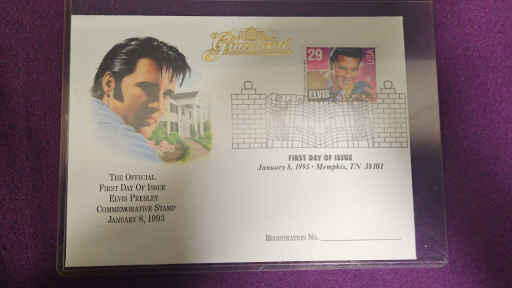 Graceland
29
USA
ELVIS
FIRST DAY OF ISSUE
January 8, 1993 • Memphis, TN 38101
THE OFFICIAL
FIRST DAY OF ISSUE
ELVIS PRESLEY
COMMEMORATIVE STAMP
JANUARY 8, 1993
REGISTRATION NO.